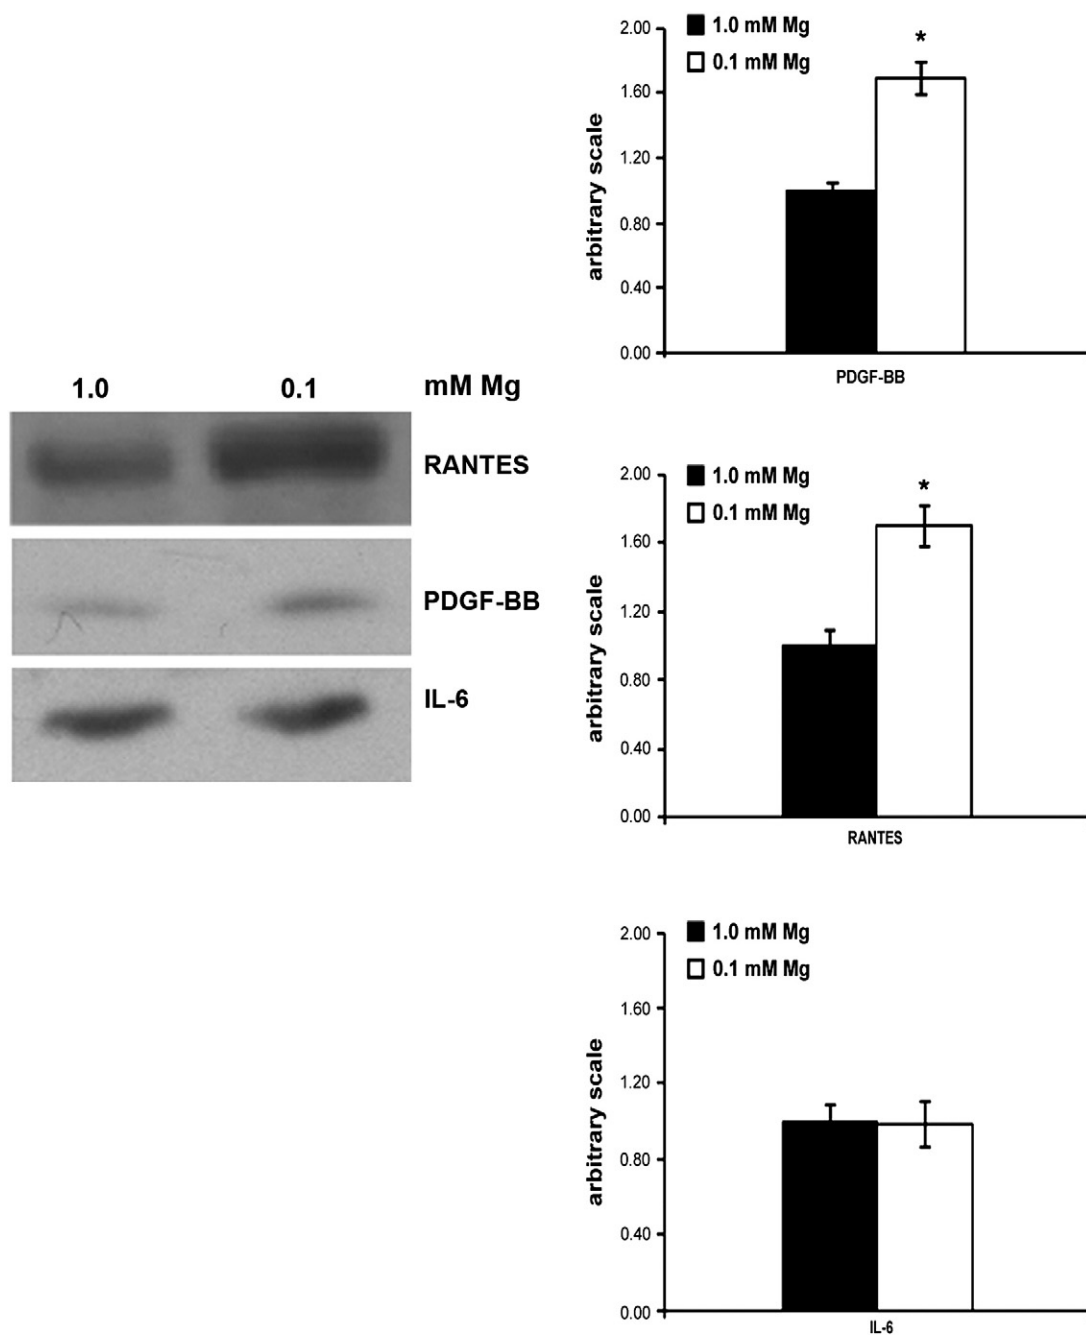 1.0 0.1 mM Mg
RANTES
PDGF-BB
IL-6
2.00
1.60
1.20
0.80
0.40
0.00
arbitrary scale
1.0 mM Mg
0.1 mM Mg
*
PDGF-BB
2.00
1.60
1.20
0.80
0.40
0.00
arbitrary scale
1.0 mM Mg
0.1 mM Mg
*
RANTES
2.00
1.60
1.20
0.80
0.40
0.00
arbitrary scale
1.0 mM Mg
0.1 mM Mg
IL-6